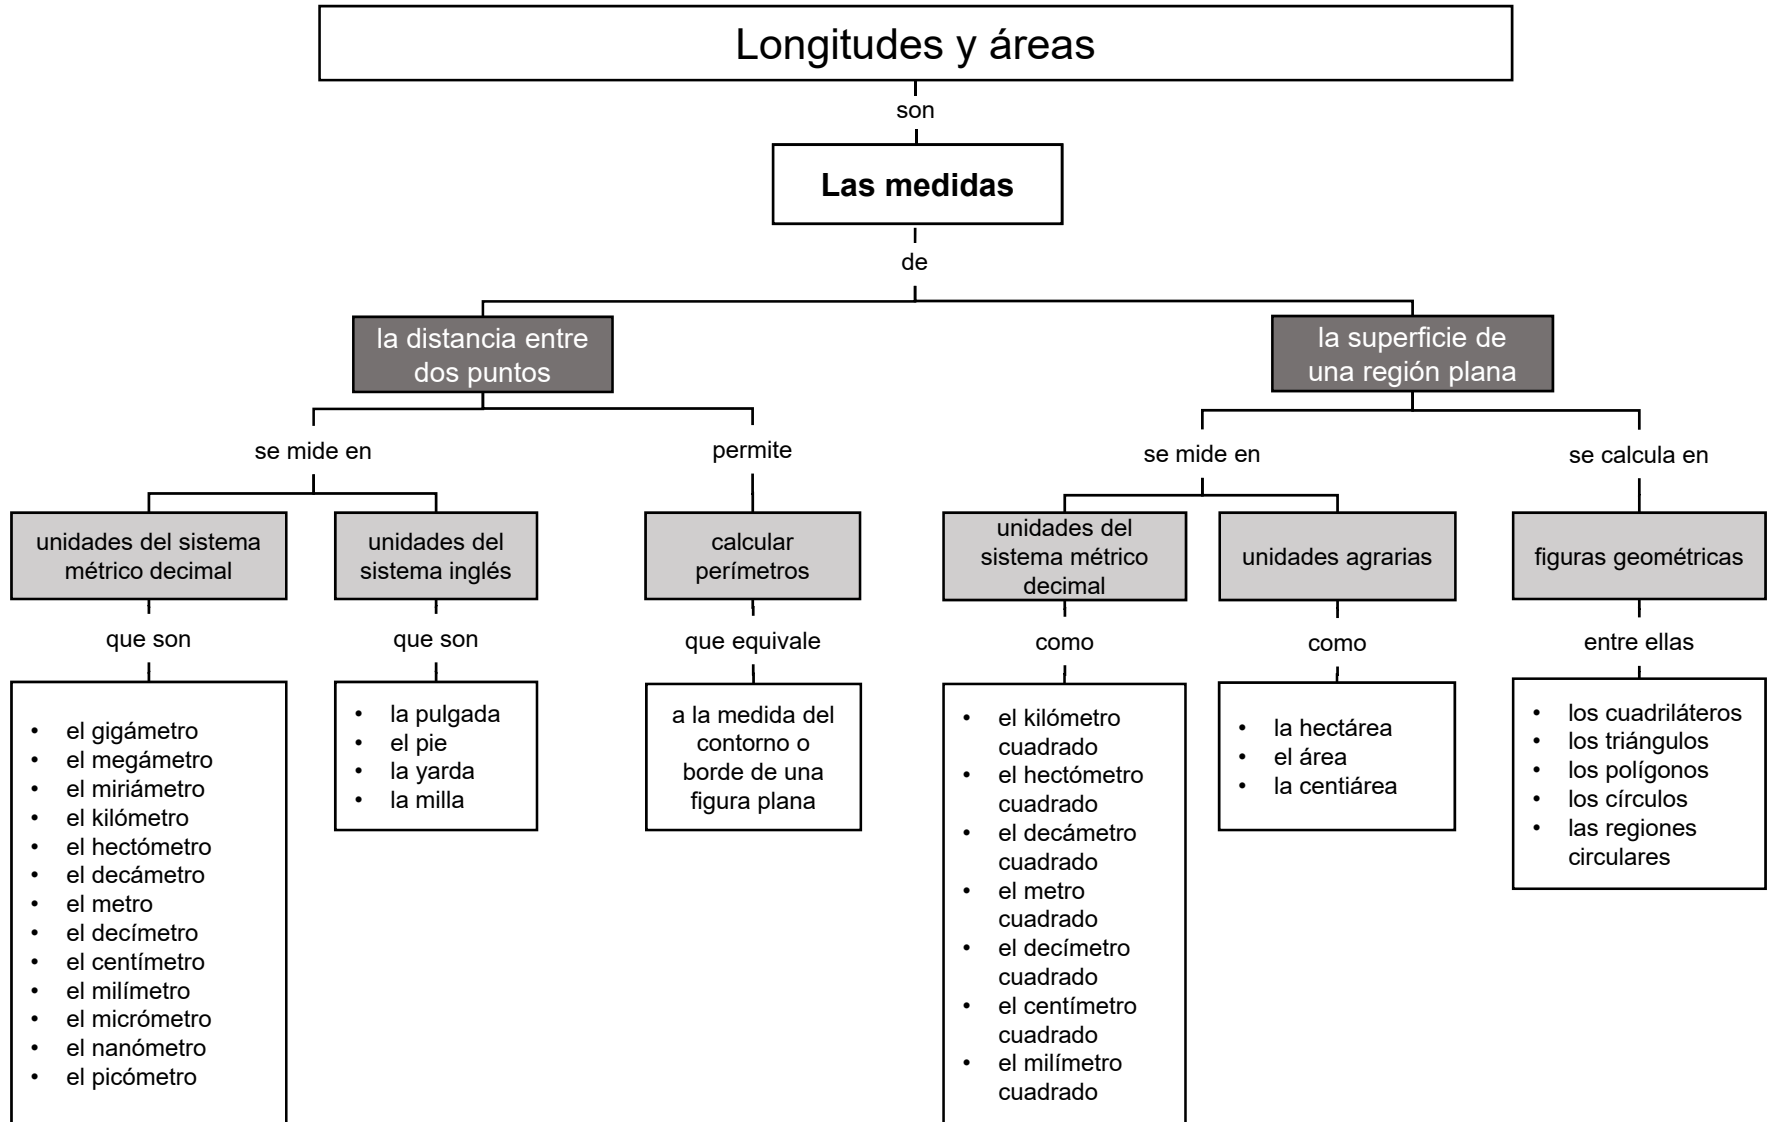 Longitudes y áreas
son
Las medidas
de
la distancia entre
dos puntos
la superficie de
una región plana
se mide en
permite
se mide en
se calcula en
unidades del sistema
métrico decimal
unidades del
sistema inglés
calcular
perímetros
unidades del
sistema métrico
decimal
unidades agrarias
figuras geométricas
que son
que son
que equivale
como
como
entre ellas
• el gigámetro
• el megámetro
• el miriámetro
• el kilómetro
• el hectómetro
• el decámetro
• el metro
• el decímetro
• el centímetro
• el milímetro
• el micrómetro
• el nanómetro
• el picómetro
• la pulgada
• el pie
• la yarda
• la milla
a la medida del
contorno o
borde de una
figura plana
• el kilómetro
cuadrado
• el hectómetro
cuadrado
• el decámetro
cuadrado
• el metro
cuadrado
• el decímetro
cuadrado
• el centímetro
cuadrado
• el milímetro
cuadrado
• la hectárea
• el área
• la centiárea
• los cuadriláteros
• los triángulos
• los polígonos
• los círculos
• las regiones
circulares